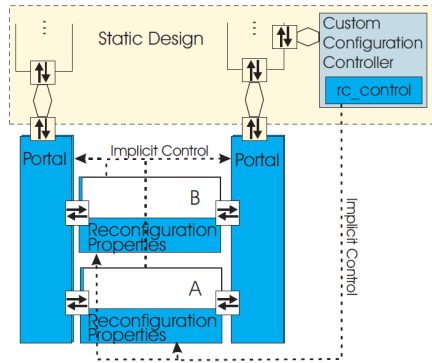 Static Design
Custom
Configuration
Controller
rc_control
Portal
Implicit Control
Portal
B
Reconfiguration
Properties
A
Reconfiguration
Properties
Implicit Control